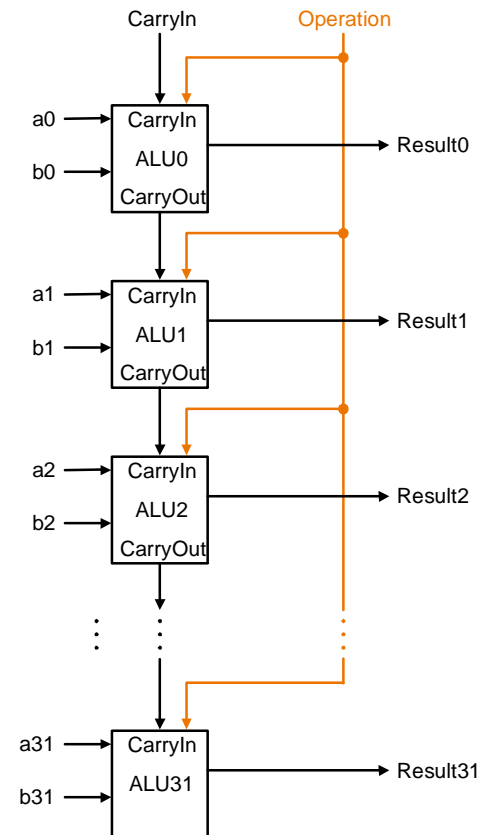 CarryIn Operation
a0 CarryIn
ALU0 Result0
b0
CarryOut
a1 CarryIn
ALU1 Result1
b1
CarryOut
a2 CarryIn
ALU2 Result2
b2
CarryOut
a31 CarryIn
ALU31 Result31
b31